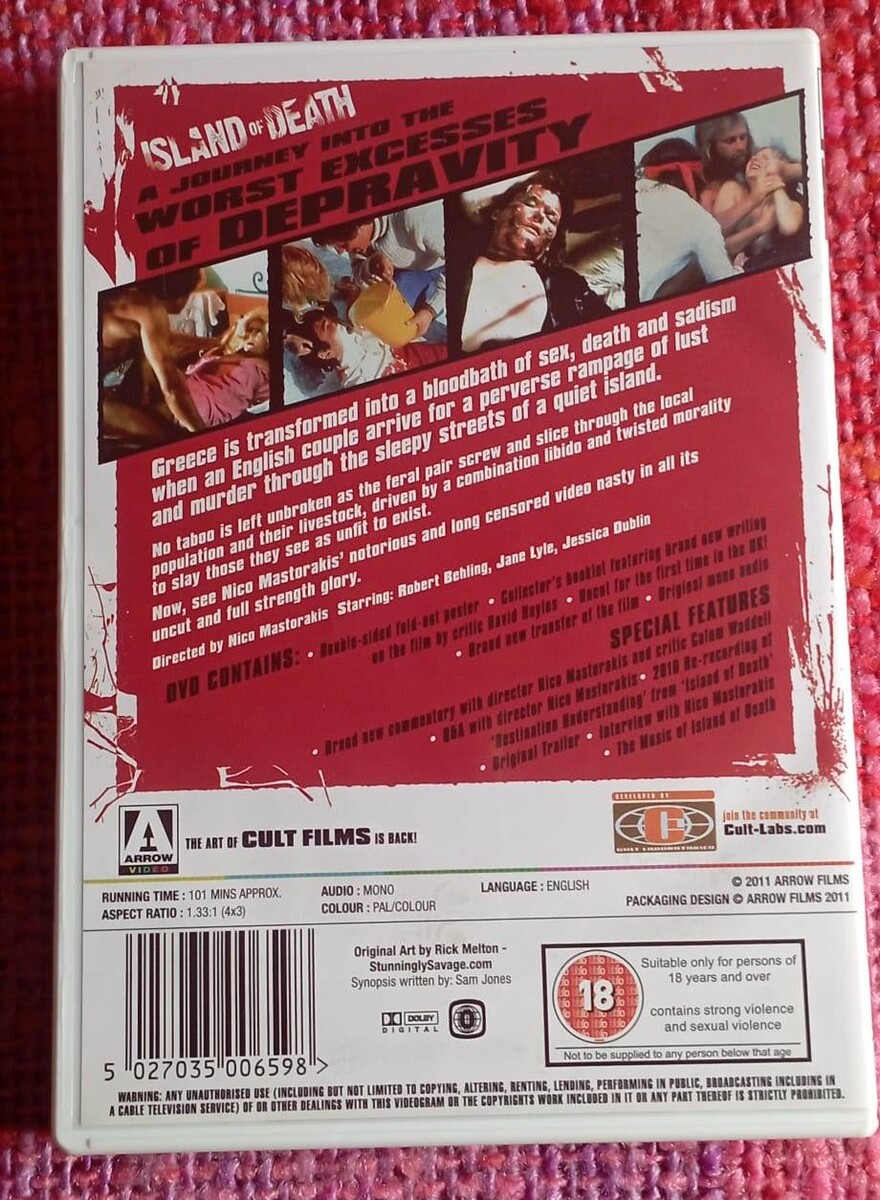 ISLAND OF DEATH
A JOURNEY INTO THE
WORST EXCESSES
OF DEPRAVITY
Greece is transformed into a bloodbath of sex, death and sadism
when an English couple arrive for a perverse rampage of lust
and murder through the sleepy streets of a quiet island.
No taboo is left unbroken as the feral pair screw and slice through the local
population and their livestock, driven by a combination libido and twisted morality
to slay those they see as unfit to exist.
Now, see Nico Mastorakis' notorious and long censored video nasty in all its
uncut and full strength glory.
Directed by Nico Mastorakis Starring: Robert Behling, Jane Lyle, Jessica Dublin
DVD CONTAINS: • Double-sided fold-out poster • Collector's booklet featuring brand new writing
on the film by critic David Hayles • Uncut for the first time in the UK!
• Brand new transfer of the film • Original mono audio
SPECIAL FEATURES
• Brand new commentary with director Nico Mastorakis and critic Calum Waddell
• Q&A with director Nico Mastorakis • 2010 Re-recording of
'Destination Understanding' from 'Island of Death'
• Original Trailer • Interview with Nico Mastorakis
• The Music of Island of Death
ARROW
VIDEO
THE ART OF CULT FILMS IS BACK!
DEVELOPED BY
CULT LABORATORIES
join the community at
Cult-Labs.com
RUNNING TIME : 101 MINS APPROX.
ASPECT RATIO : 1.33:1 (4x3)
AUDIO : MONO
COLOUR : PAL/COLOUR
LANGUAGE : ENGLISH
© 2011 ARROW FILMS
PACKAGING DESIGN © ARROW FILMS 2011
Original Art by Rick Melton -
StunninglySavage.com
Synopsis written by: Sam Jones
DOLBY
DIGITAL
0
18
Suitable only for persons of
18 years and over
contains strong violence
and sexual violence
Not to be supplied to any person below that age
5 027035 006598 >
WARNING: ANY UNAUTHORISED USE (INCLUDING BUT NOT LIMITED TO COPYING, ALTERING, RENTING, LENDING, PERFORMING IN PUBLIC, BROADCASTING INCLUDING IN
A CABLE TELEVISION SERVICE) OF OR OTHER DEALINGS WITH THIS VIDEOGRAM OR THE COPYRIGHTS WORK INCLUDED IN IT OR ANY PART THEREOF IS STRICTLY PROHIBITED.